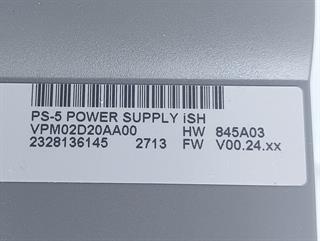 PS-5 POWER SUPPLY iSH
VPM02D20AA00 HW 845A03
2328136145 2713 FW V00.24.xx